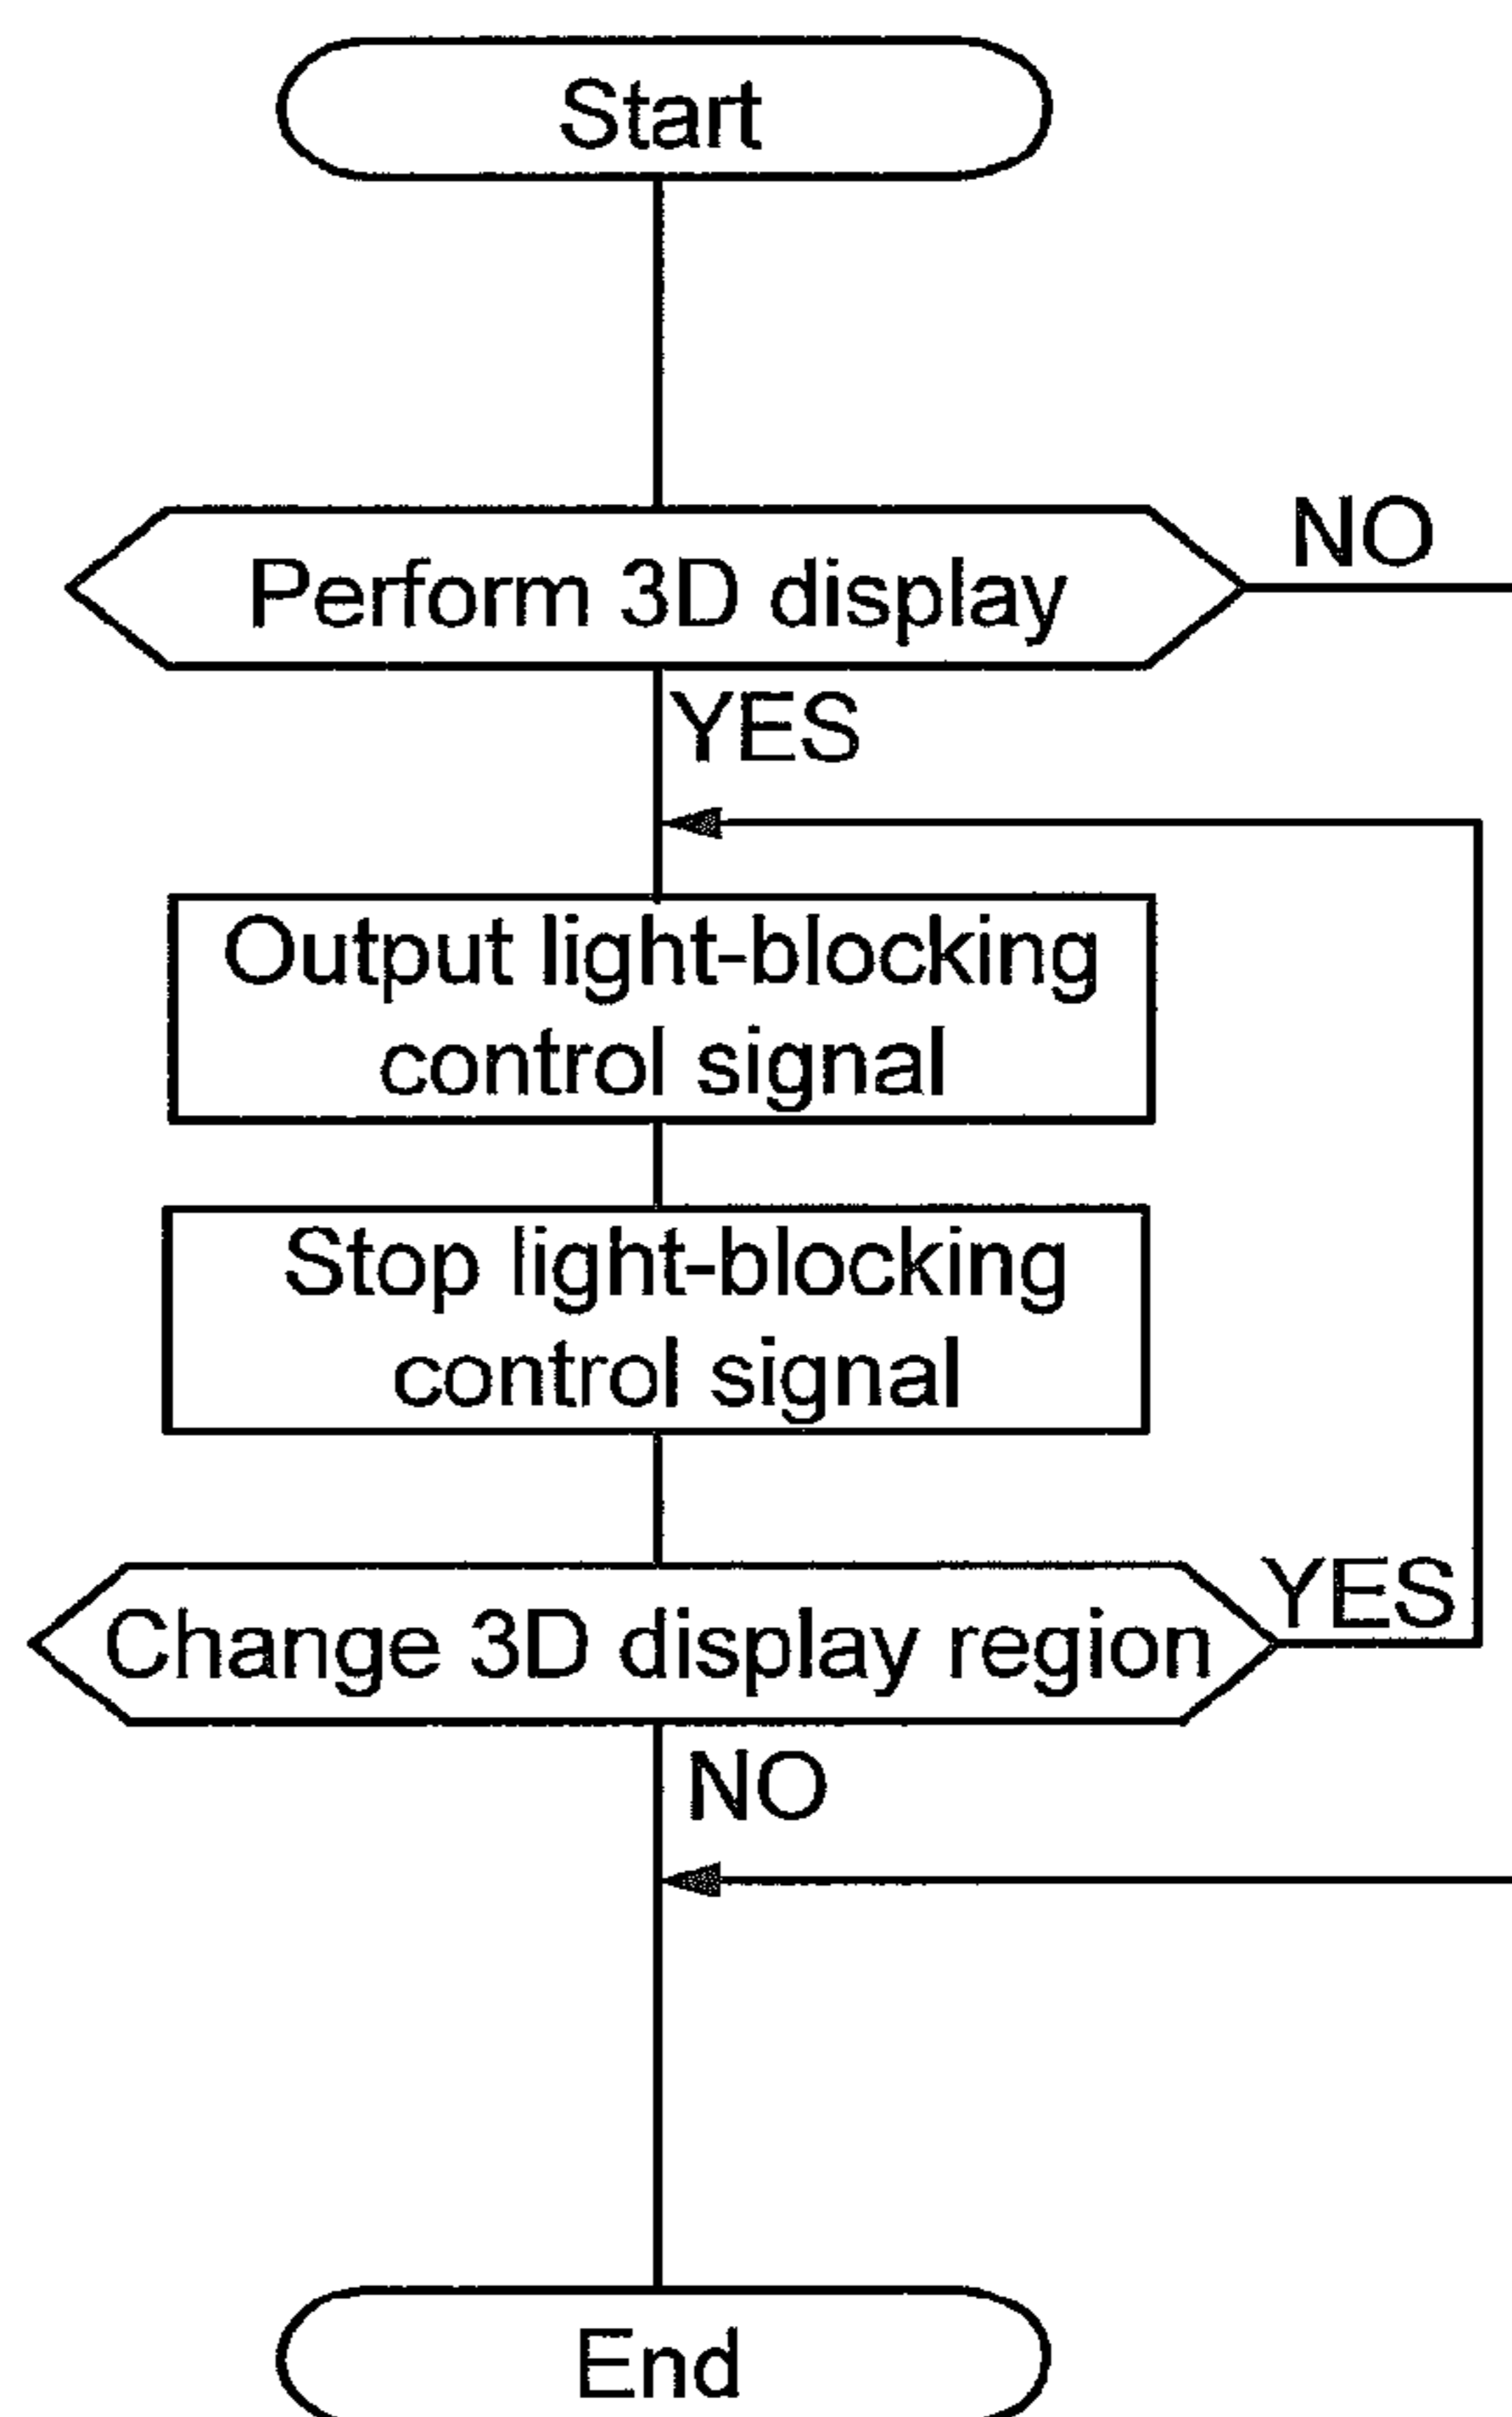 Start
Perform 3D display
NO
YES
Output light-blocking
control signal
Stop light-blocking
control signal
Change 3D display region
YES
NO
End